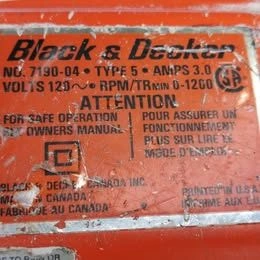 Black & Decker
NO. 7190-04 • TYPE 5 • AMPS 3.0
VOLTS 120~ • RPM/TRMIN 0-1200
ATTENTION
FOR SAFE OPERATION
SEE OWNERS MANUAL
POUR ASSURER UN
FONCTIONNEMENT
PLUS SUR LIRE LE
MODE D'EMPLOI
BLACK & DECKER CANADA INC.
MADE IN CANADA
FABRIQUE AU CANADA
PRINTED IN U.S.A.
IMPRIME AUX E.U.